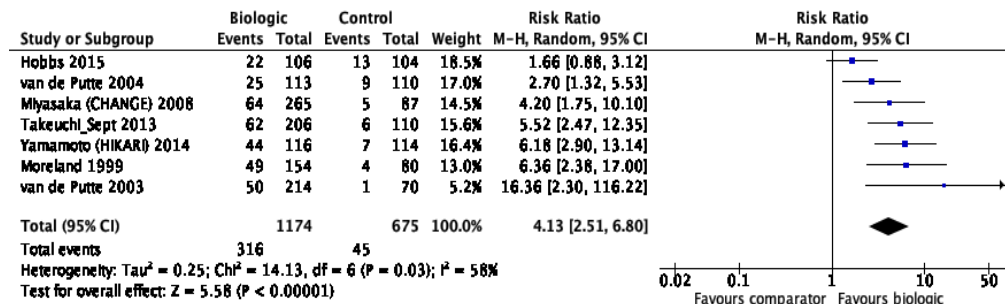 Biologic Control Risk Ratio Risk Ratio
Study or Subgroup Events Total Events Total Weight M-H, Random, 95% CI M-H, Random, 95% CI
Hobbs 2015 22 106 13 104 18.5% 1.66 [0.88, 3.12]
van de Putte 2004 25 113 9 110 17.0% 2.70 [1.32, 5.53]
Miyasaka (CHANGE) 2008 64 265 5 87 14.5% 4.20 [1.75, 10.10]
Takeuchi_Sept 2013 62 206 6 110 15.6% 5.52 [2.47, 12.35]
Yamamoto (HIKARI) 2014 44 116 7 114 16.4% 6.18 [2.90, 13.14]
Moreland 1999 49 154 4 80 13.0% 6.36 [2.38, 17.00]
van de Putte 2003 50 214 1 70 5.2% 16.36 [2.30, 116.22]
Total (95% CI) 1174 675 100.0% 4.13 [2.51, 6.80]
Total events 316 45
Heterogeneity: Tau² = 0.25; Chi² = 14.13, df = 6 (P = 0.03); I² = 58%
Test for overall effect: Z = 5.58 (P < 0.00001)
0.02 0.1 1 10 50
Favours comparator Favours biologic